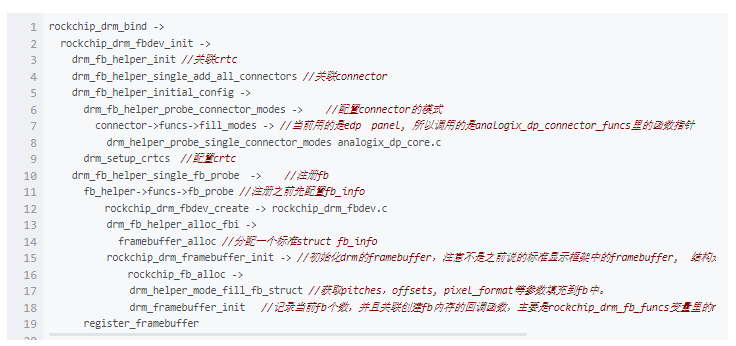 1 rockchip_drm_bind ->
2 rockchip_drm_fbdev_init ->
3 drm_fb_helper_init //关联crtc
4 drm_fb_helper_single_add_all_connectors //关联connector
5 drm_fb_helper_initial_config ->
6 drm_fb_helper_probe_connector_modes -> //配置connector的模式
7 connector->funcs->fill_modes -> //当前用的是edp panel, 所以调用的是analogix_dp_connector_funcs里的函数指针
8 drm_helper_probe_single_connector_modes analogix_dp_core.c
9 drm_setup_crtcs //配置crtc
10 drm_fb_helper_single_fb_probe -> //注册fb
11 fb_helper->funcs->fb_probe //注册之前先配置fb_info
12 rockchip_drm_fbdev_create -> rockchip_drm_fbdev.c
13 drm_fb_helper_alloc_fbi ->
14 framebuffer_alloc //分配一个标准struct fb_info
15 rockchip_drm_framebuffer_init -> //初始化drm的framebuffer，注意不是之前说的标准显示框架中的framebuffer, 结构
16 rockchip_fb_alloc ->
17 drm_helper_mode_fill_fb_struct //获取pitches，offsets, pixel_format等参数填充到fb中。
18 drm_framebuffer_init //记录当前fb个数，并且关联创建fb内存的回调函数，主要是rockchip_drm_fb_funcs变量里的
19 register_framebuffer